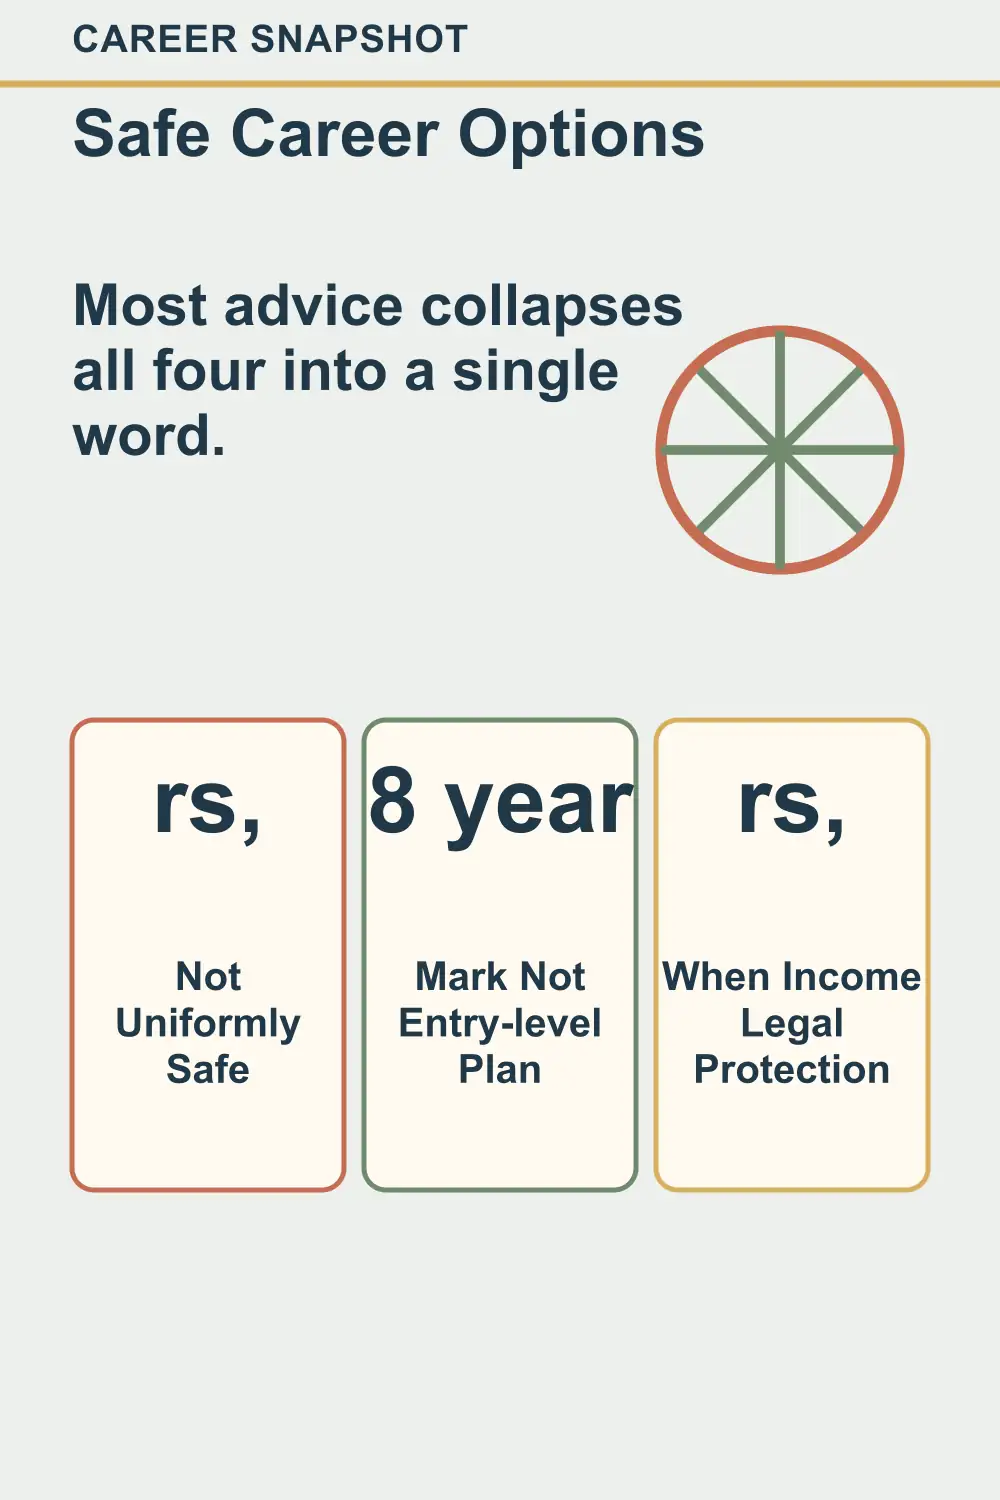 CAREER SNAPSHOT
Safe Career Options
Most advice collapses
all four into a single
word.
rs,
8 year
rs,
Not
Uniformly
Safe
Mark Not
Entry-level
Plan
When Income
Legal
Protection